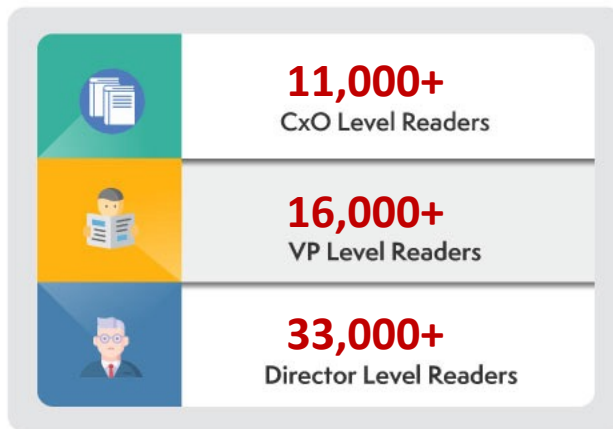 11,000+
CxO Level Readers
16,000+
VP Level Readers
33,000+
Director Level Readers